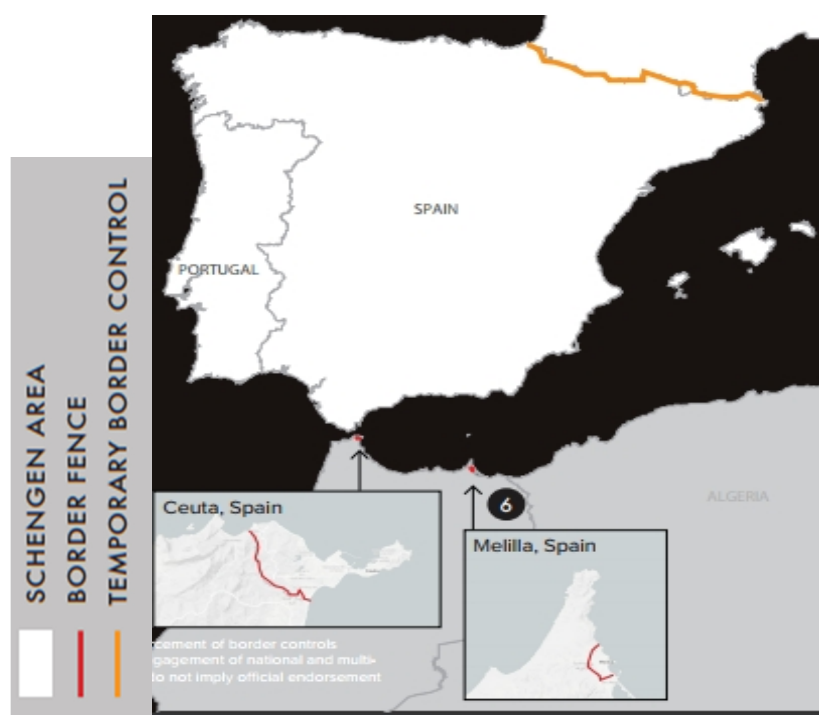 SCHENGEN AREA
BORDER FENCE
TEMPORARY BORDER CONTROL
SPAIN
PORTUGAL
ALGERIA
6
Ceuta, Spain
Melilla, Spain
cement of border controls
gagement of national and multi-
do not imply official endorsement